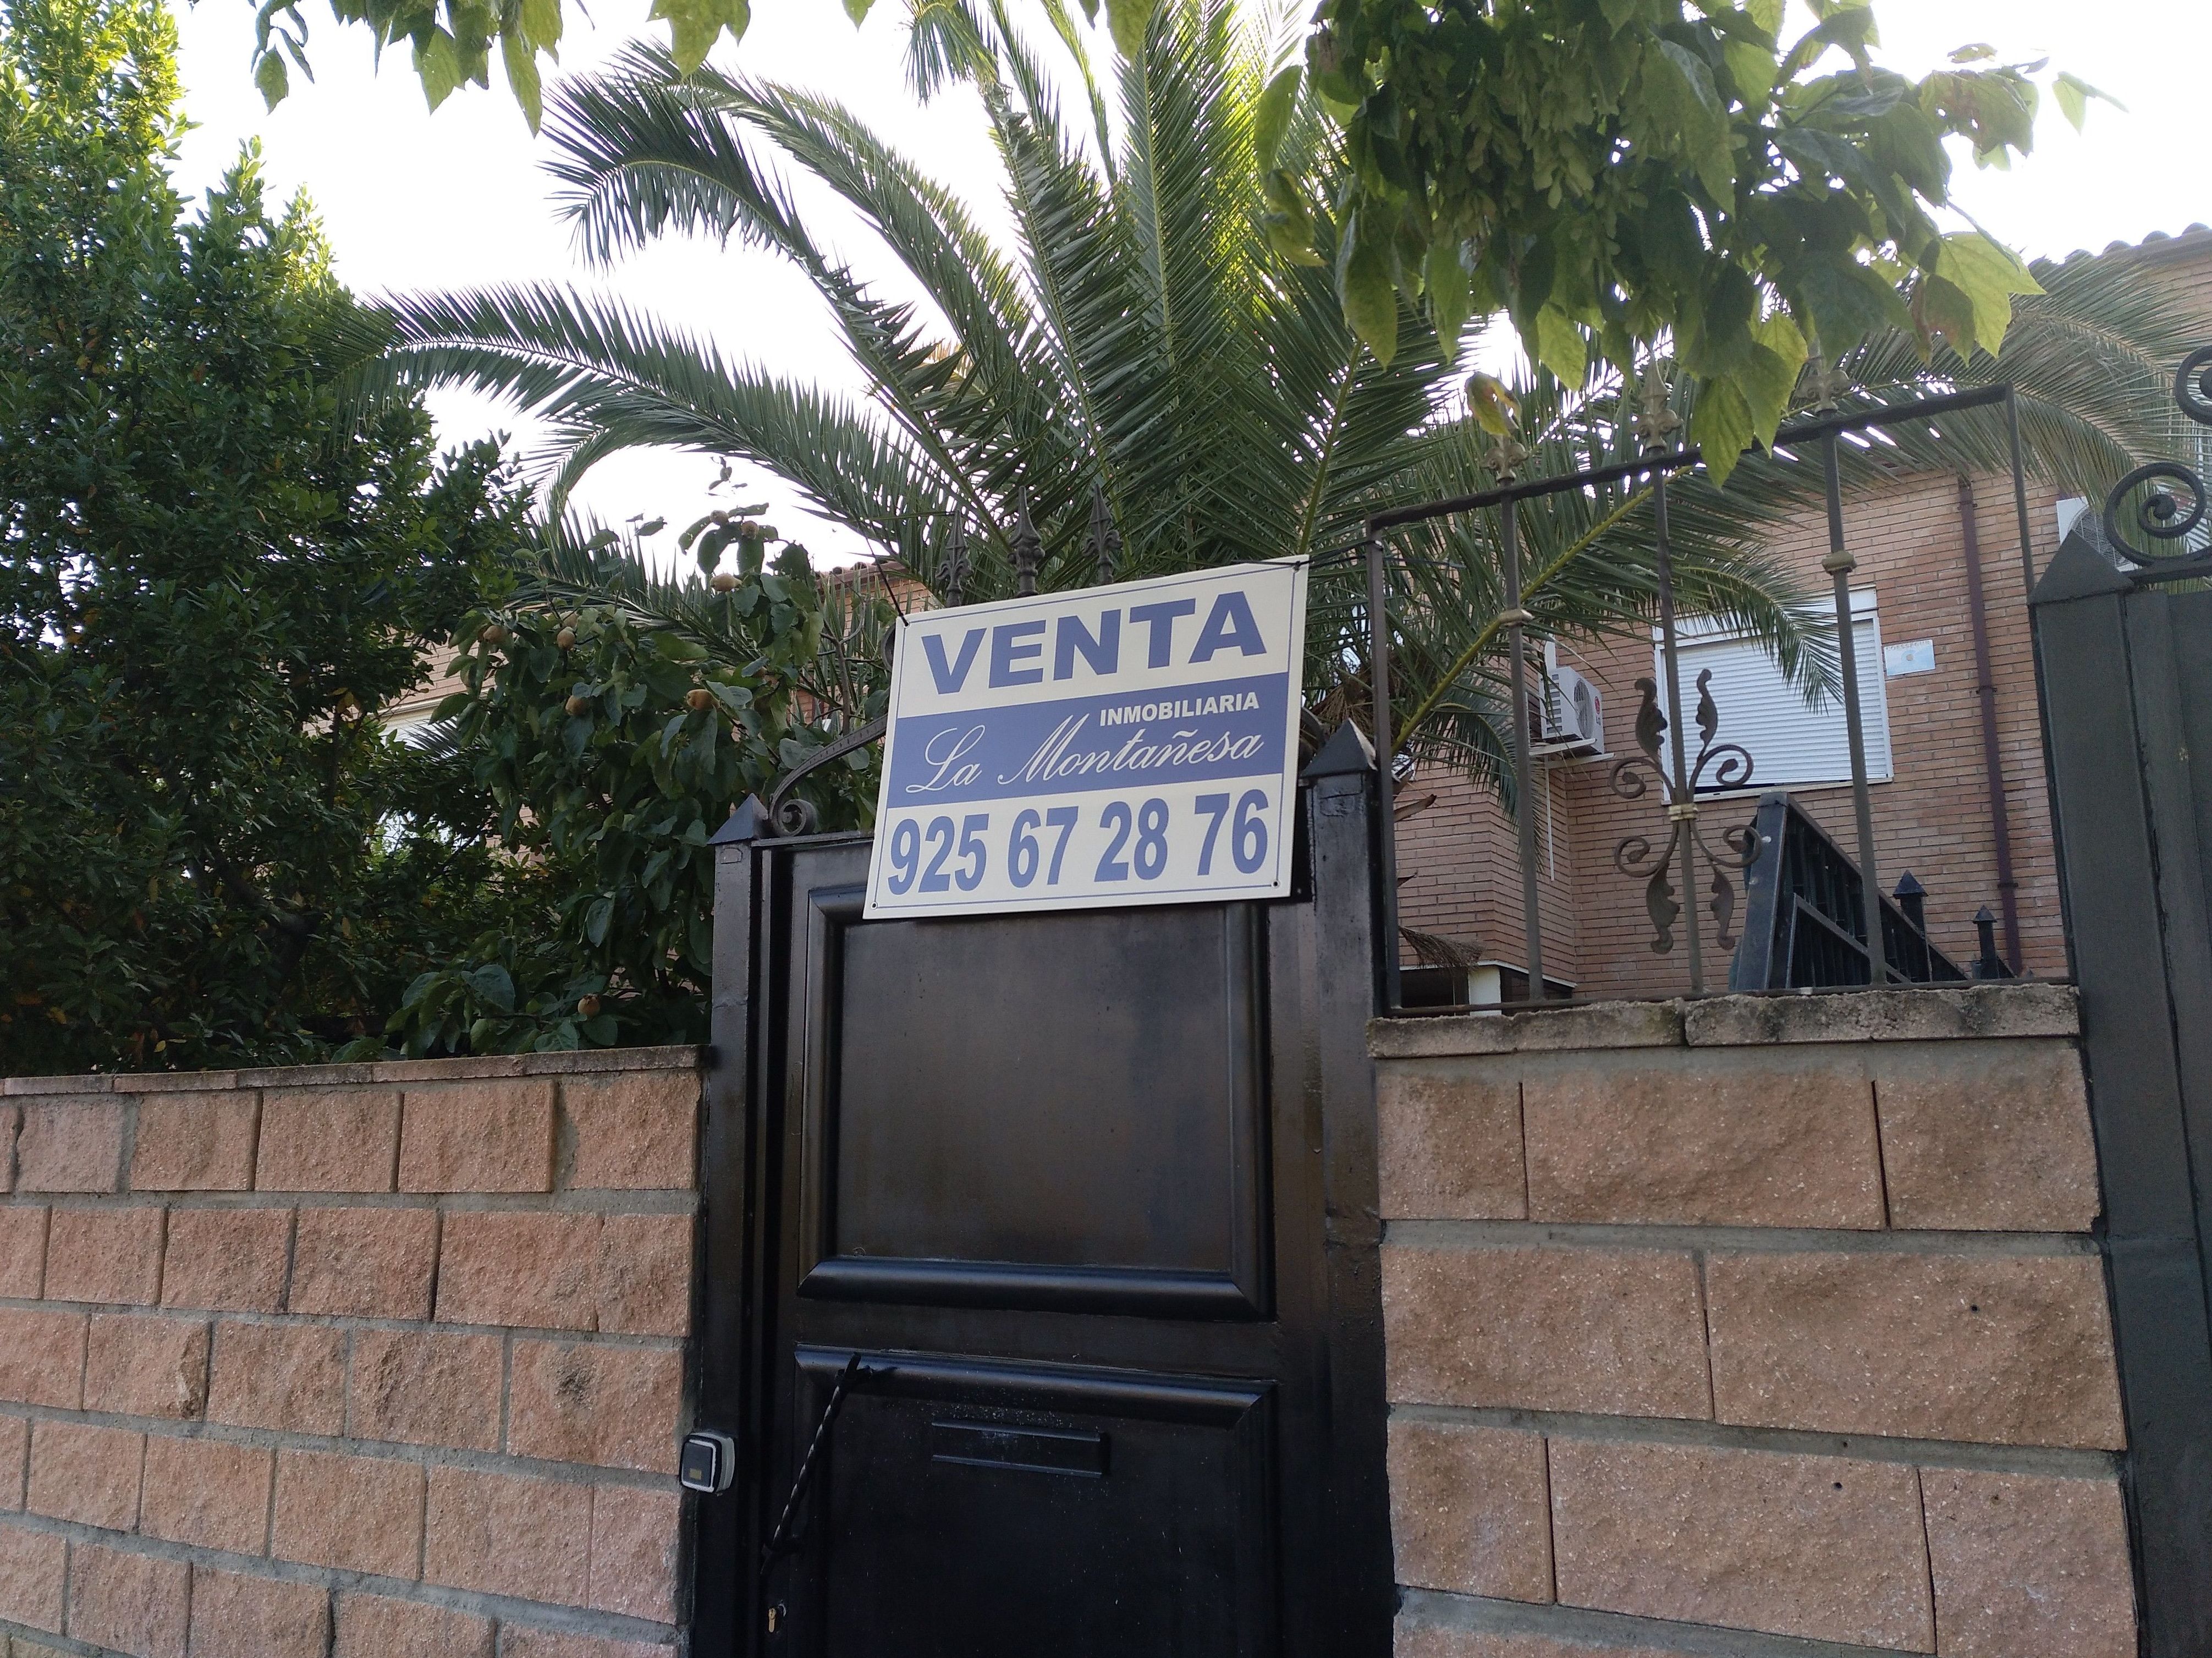 VENTA
INMOBILIARIA
La Montañesa
925 67 28 76